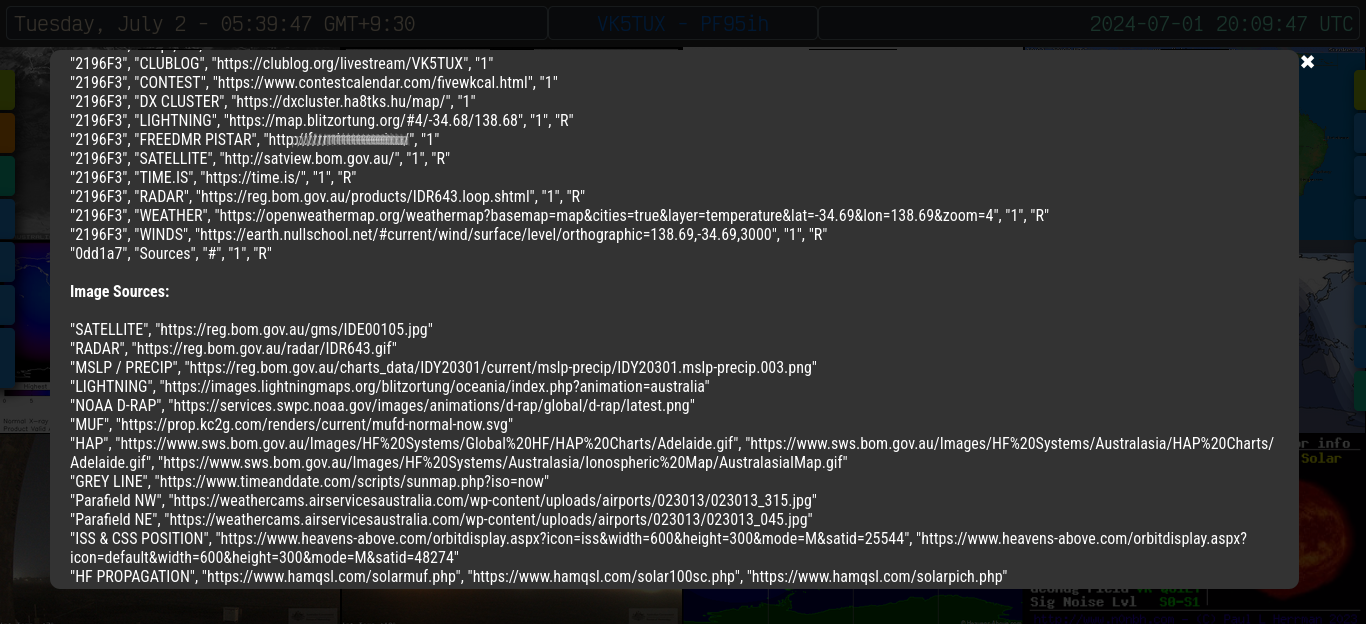 Tuesday, July 2 - 05:39:47 GMT+9:30
VK5TUX - PF95ih
2024-07-01 20:09:47 UTC
✖
"2196F3", "CLUBLOG", "https://clublog.org/livestream/VK5TUX", "1"
"2196F3", "CONTEST", "https://www.contestcalendar.com/fivewkcal.html", "1"
"2196F3", "DX CLUSTER", "https://dxcluster.ha8tks.hu/map/", "1"
"2196F3", "LIGHTNING", "https://map.blitzortung.org/#4/-34.68/138.68", "1", "R"
"2196F3", "FREEDMR PISTAR", "http:/", "1"
"2196F3", "SATELLITE", "http://satview.bom.gov.au/", "1", "R"
"2196F3", "TIME.IS", "https://time.is/", "1", "R"
"2196F3", "RADAR", "https://reg.bom.gov.au/products/IDR643.loop.shtml", "1", "R"
"2196F3", "WEATHER", "https://openweathermap.org/weathermap?basemap=map&cities=true&layer=temperature&lat=-34.69&lon=138.69&zoom=4", "1", "R"
"2196F3", "WINDS", "https://earth.nullschool.net/#current/wind/surface/level/orthographic=138.69,-34.69,3000", "1", "R"
"0dd1a7", "Sources", "#", "1", "R"
Image Sources:
"SATELLITE", "https://reg.bom.gov.au/gms/IDE00105.jpg"
"RADAR", "https://reg.bom.gov.au/radar/IDR643.gif"
"MSLP / PRECIP", "https://reg.bom.gov.au/charts_data/IDY20301/current/mslp-precip/IDY20301.mslp-precip.003.png"
"LIGHTNING", "https://images.lightningmaps.org/blitzortung/oceania/index.php?animation=australia"
"NOAA D-RAP", "https://services.swpc.noaa.gov/images/animations/d-rap/global/d-rap/latest.png"
"MUF", "https://prop.kc2g.com/renders/current/mufd-normal-now.svg"
"HAP", "https://www.sws.bom.gov.au/Images/HF%20Systems/Global%20HF/HAP%20Charts/Adelaide.gif", "https://www.sws.bom.gov.au/Images/HF%20Systems/Australasia/HAP%20Charts/
Adelaide.gif", "https://www.sws.bom.gov.au/Images/HF%20Systems/Australasia/Ionospheric%20Map/AustralasiaIMap.gif"
"GREY LINE", "https://www.timeanddate.com/scripts/sunmap.php?iso=now"
"Parafield NW", "https://weathercams.airservicesaustralia.com/wp-content/uploads/airports/023013/023013_315.jpg"
"Parafield NE", "https://weathercams.airservicesaustralia.com/wp-content/uploads/airports/023013/023013_045.jpg"
"ISS & CSS POSITION", "https://www.heavens-above.com/orbitdisplay.aspx?icon=iss&width=600&height=300&mode=M&satid=25544", "https://www.heavens-above.com/orbitdisplay.aspx?
icon=default&width=600&height=300&mode=M&satid=48274"
"HF PROPAGATION", "https://www.hamqsl.com/solarmuf.php", "https://www.hamqsl.com/solar100sc.php", "https://www.hamqsl.com/solarpich.php"
Highest
Normal X-ray
Product Valid
or info
Solar
Sig Noise Lvl S0-S1